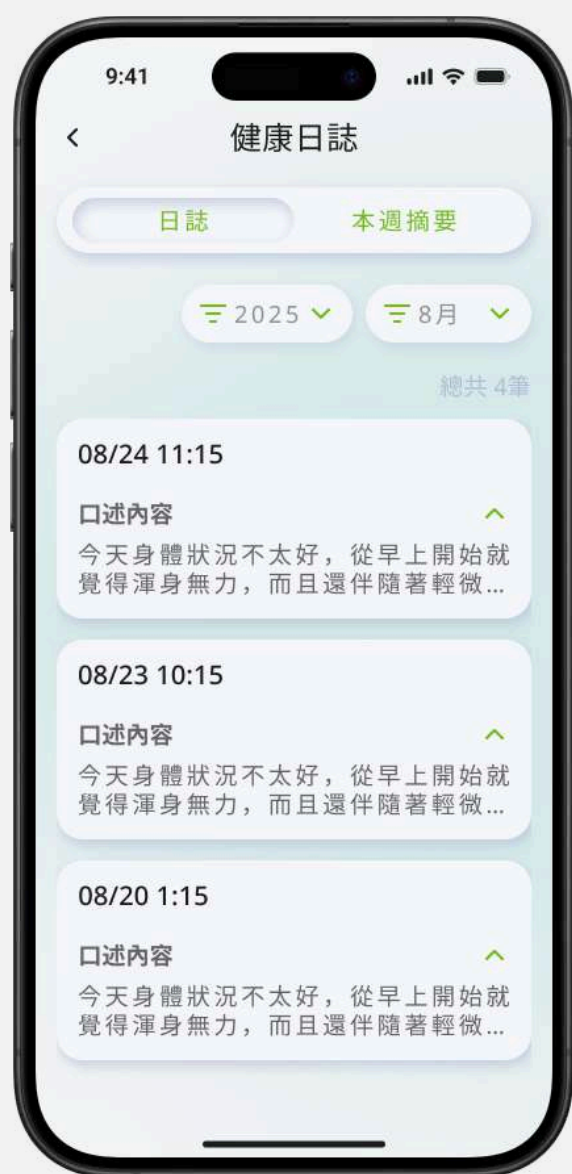 9:41
健康日誌
日誌 本週摘要
2025 8月
總共 4筆
08/24 11:15
口述內容
今天身體狀況不太好，從早上開始就
覺得渾身無力，而且還伴隨著輕微...
08/23 10:15
口述內容
今天身體狀況不太好，從早上開始就
覺得渾身無力，而且還伴隨著輕微...
08/20 1:15
口述內容
今天身體狀況不太好，從早上開始就
覺得渾身無力，而且還伴隨著輕微...